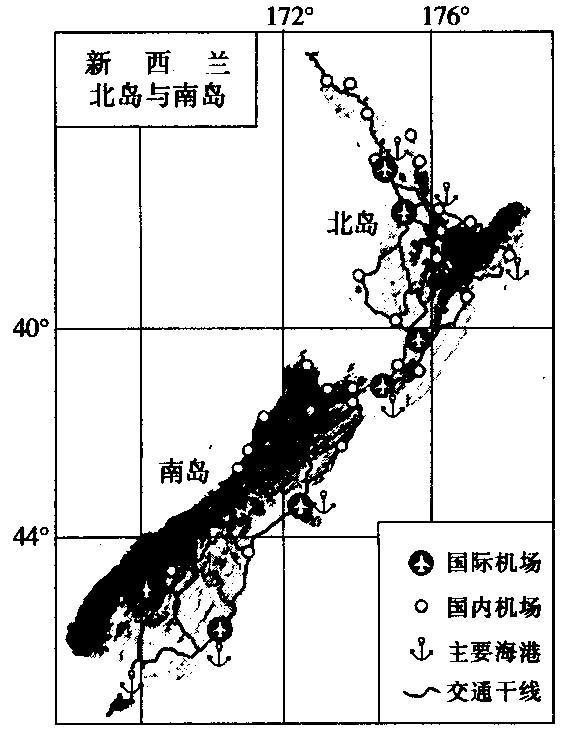 172° 176°
新 西 兰
北岛与南岛
北岛
40°
南岛
44°
国际机场
国内机场
主要海港
交通干线